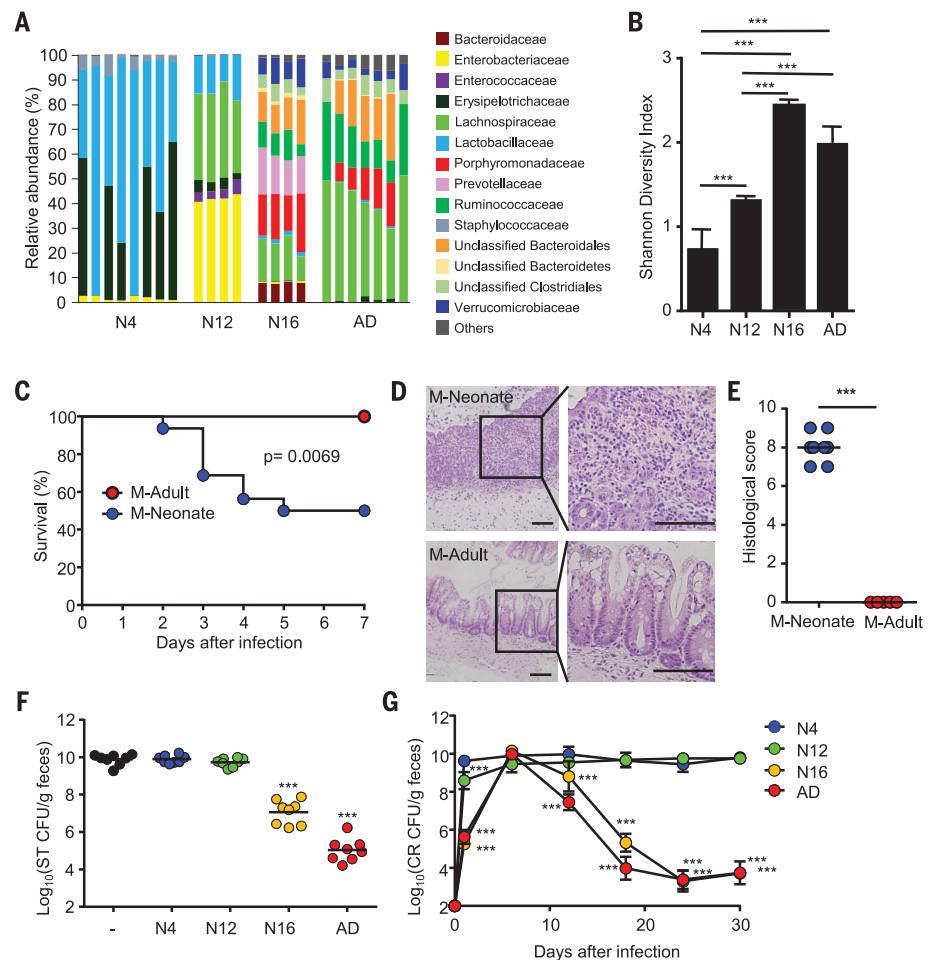 A
Relative abundance (%)
100
90
80
70
60
50
40
30
20
10
0
N4
N12
N16
AD
Bacteroidaceae
Enterobacteriaceae
Enterococcaceae
Erysipelotrichaceae
Lachnospiraceae
Lactobacillaceae
Porphyromonadaceae
Prevotellaceae
Ruminococcaceae
Staphylococcaceae
Unclassified Bacteroidales
Unclassified Bacteroidetes
Unclassified Clostridiales
Verrucomicrobiaceae
Others
B
Shannon Diversity Index
3
2
1
0
***
***
***
***
***
N4
N12
N16
AD
C
Survival (%)
100
80
60
40
20
0
p= 0.0069
M-Adult
M-Neonate
0 1 2 3 4 5 6 7
Days after infection
D
M-Neonate
M-Adult
E
Histological score
10
8
6
4
2
0
***
M-Neonate
M-Adult
F
Log10(ST CFU/g feces)
12
10
8
6
4
2
***
***
-
N4
N12
N16
AD
G
Log10(CR CFU/g feces)
12
10
8
6
4
2
***
***
***
***
***
***
***
***
***
***
***
0 10 20 30
Days after infection
N4
N12
N16
AD